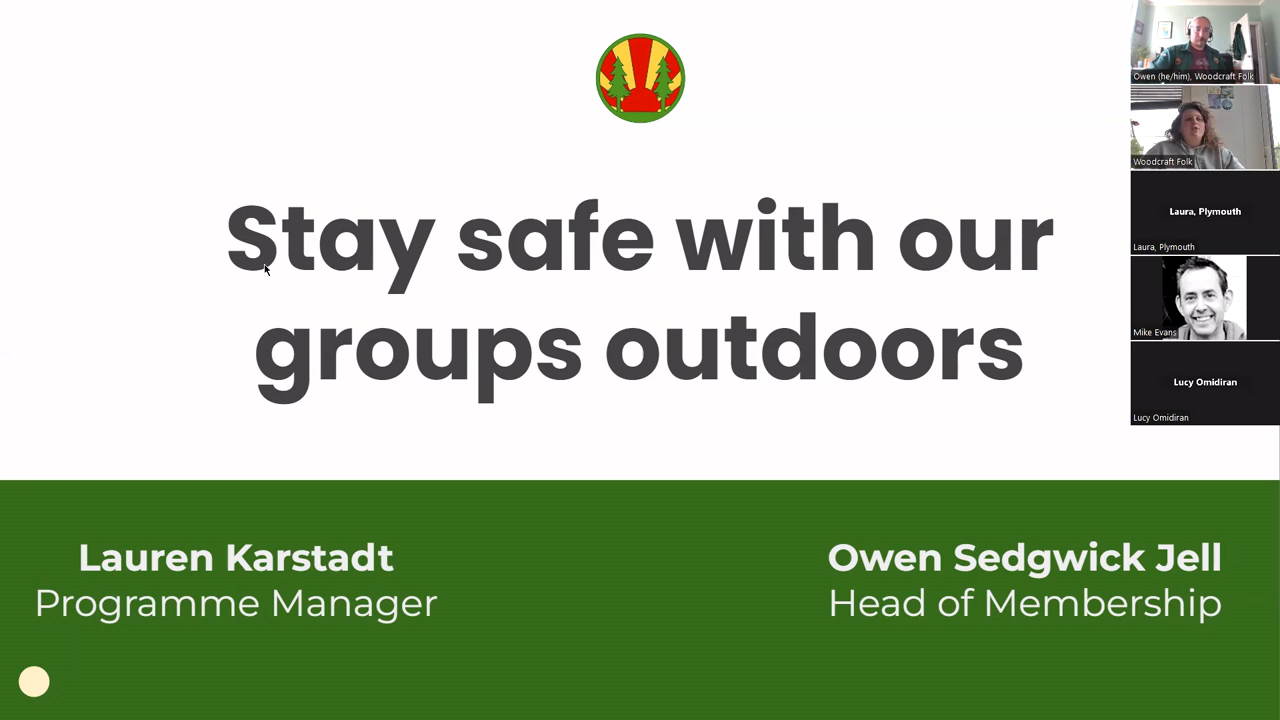 Stay safe with our
groups outdoors
Lauren Karstadt
Programme Manager
Owen Sedgwick Jell
Head of Membership
Owen (he/him), Woodcraft Folk
Woodcraft Folk
Laura, Plymouth
Laura, Plymouth
Mike Evans
Lucy Omidiran
Lucy Omidiran